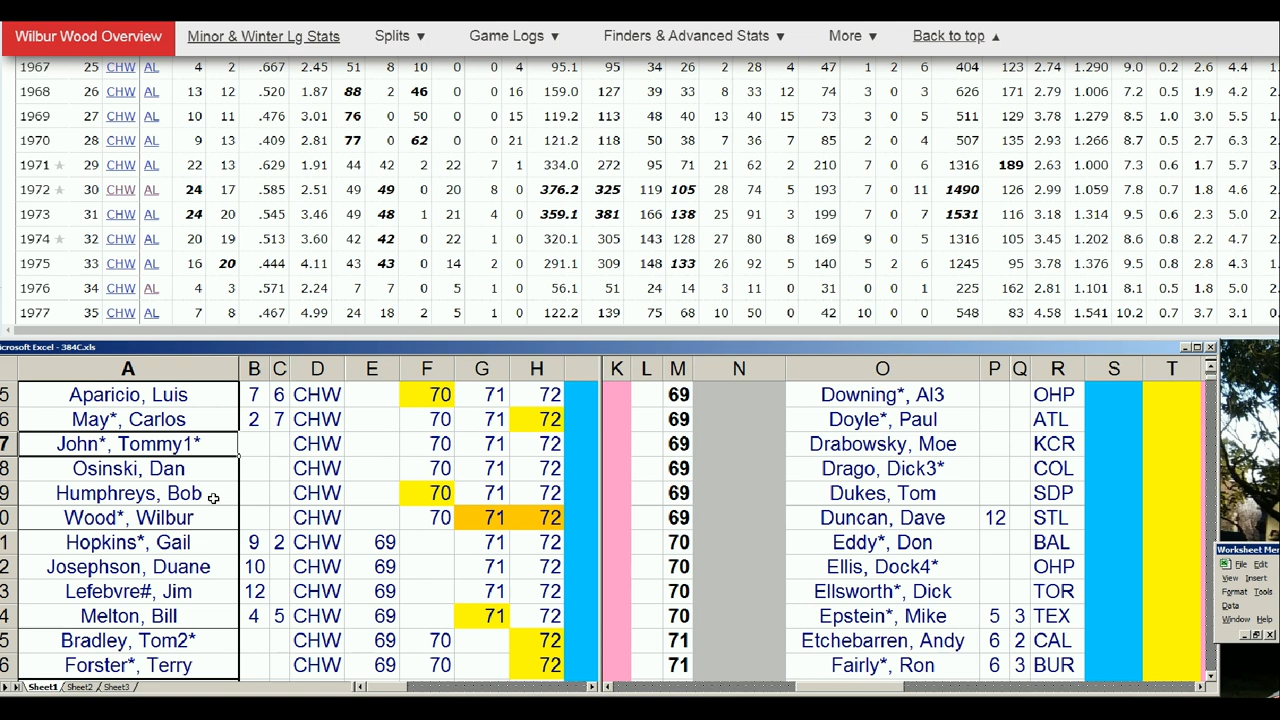 Wilbur Wood Overview Minor & Winter Lg Stats Splits ▼ Game Logs ▼ Finders & Advanced Stats ▼ More ▼ Back to top ▲
1967 25 CHW AL 4 2 .667 2.45 51 8 10 0 0 4 95.1 95 34 26 2 28 4 47 1 2 6 404 123 2.74 1.290 9.0 0.2 2.6 4.4
1968 26 CHW AL 13 12 .520 1.87 88 2 46 0 0 16 159.0 127 39 33 8 33 12 74 3 0 3 626 171 2.79 1.006 7.2 0.5 1.9 4.2
1969 27 CHW AL 10 11 .476 3.01 76 0 50 0 0 15 119.2 113 48 40 13 40 15 73 3 0 5 511 129 3.78 1.279 8.5 1.0 3.0 5.5
1970 28 CHW AL 9 13 .409 2.81 77 0 62 0 0 21 121.2 118 50 38 7 36 7 85 2 0 4 507 135 2.93 1.266 8.7 0.5 2.7 6.3
1971 ★ 29 CHW AL 22 13 .629 1.91 44 42 2 22 7 1 334.0 272 95 71 21 62 2 210 7 0 6 1316 189 2.63 1.000 7.3 0.6 1.7 5.7
1972 ★ 30 CHW AL 24 17 .585 2.51 49 49 0 20 8 0 376.2 325 119 105 28 74 5 193 7 0 11 1490 126 2.99 1.059 7.8 0.7 1.8 4.6
1973 31 CHW AL 24 20 .545 3.46 49 48 1 21 4 0 359.1 381 166 138 25 91 3 199 7 0 7 1531 116 3.18 1.314 9.5 0.6 2.3 5.0
1974 ★ 32 CHW AL 20 19 .513 3.60 42 42 0 22 1 0 320.1 305 143 128 27 80 8 169 9 0 5 1316 105 3.45 1.202 8.6 0.8 2.2 4.7
1975 33 CHW AL 16 20 .444 4.11 43 43 0 14 2 0 291.1 309 148 133 26 92 5 140 5 2 6 1245 95 3.78 1.376 9.5 0.8 2.8 4.3
1976 34 CHW AL 4 3 .571 2.24 7 7 0 5 1 0 56.1 51 24 14 3 11 0 31 0 0 1 225 162 2.81 1.101 8.1 0.5 1.8 5.0
1977 35 CHW AL 7 8 .467 4.99 24 18 2 5 1 0 122.2 139 75 68 10 50 0 42 10 0 0 548 83 4.58 1.541 10.2 0.7 3.7 3.1
icrosoft Excel - 384C.xls
A B C D E F G H K L M N O P Q R S T
5 Aparicio, Luis 7 6 CHW 70 71 72 69 Downing*, Al3 OHP
6 May*, Carlos 2 7 CHW 70 71 72 69 Doyle*, Paul ATL
7 John*, Tommy1* CHW 70 71 72 69 Drabowsky, Moe KCR
8 Osinski, Dan CHW 70 71 72 69 Drago, Dick3* COL
9 Humphreys, Bob CHW 70 71 72 69 Dukes, Tom SDP
0 Wood*, Wilbur CHW 70 71 72 69 Duncan, Dave 12 STL
1 Hopkins*, Gail 9 2 CHW 69 71 72 70 Eddy*, Don BAL
2 Josephson, Duane 10 CHW 69 71 72 70 Ellis, Dock4* OHP
3 Lefebvre#, Jim 12 CHW 69 71 72 70 Ellsworth*, Dick TOR
4 Melton, Bill 4 5 CHW 69 71 72 70 Epstein*, Mike 5 3 TEX
5 Bradley, Tom2* CHW 69 70 72 71 Etchebarren, Andy 6 2 CAL
6 Forster*, Terry CHW 69 70 72 71 Fairly*, Ron 6 3 BUR
Sheet1 Sheet2 Sheet3
Worksheet Me
File Edit
View Insert
Format Tools
Data
Window Help